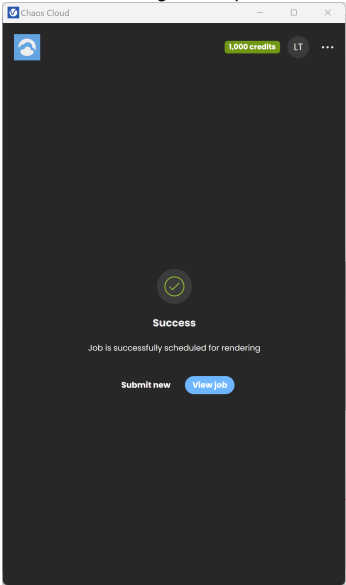 Chaos Cloud
1,000 credits
LT
Success
Job is successfully scheduled for rendering
Submit new
View job